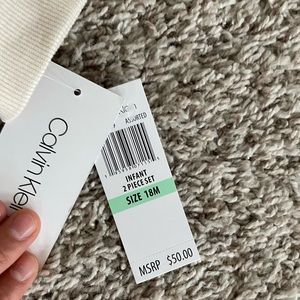 Calvin Klein
ASSORTED
INFANT
2 PIECE SET
SIZE 18M
MSRP $50.00